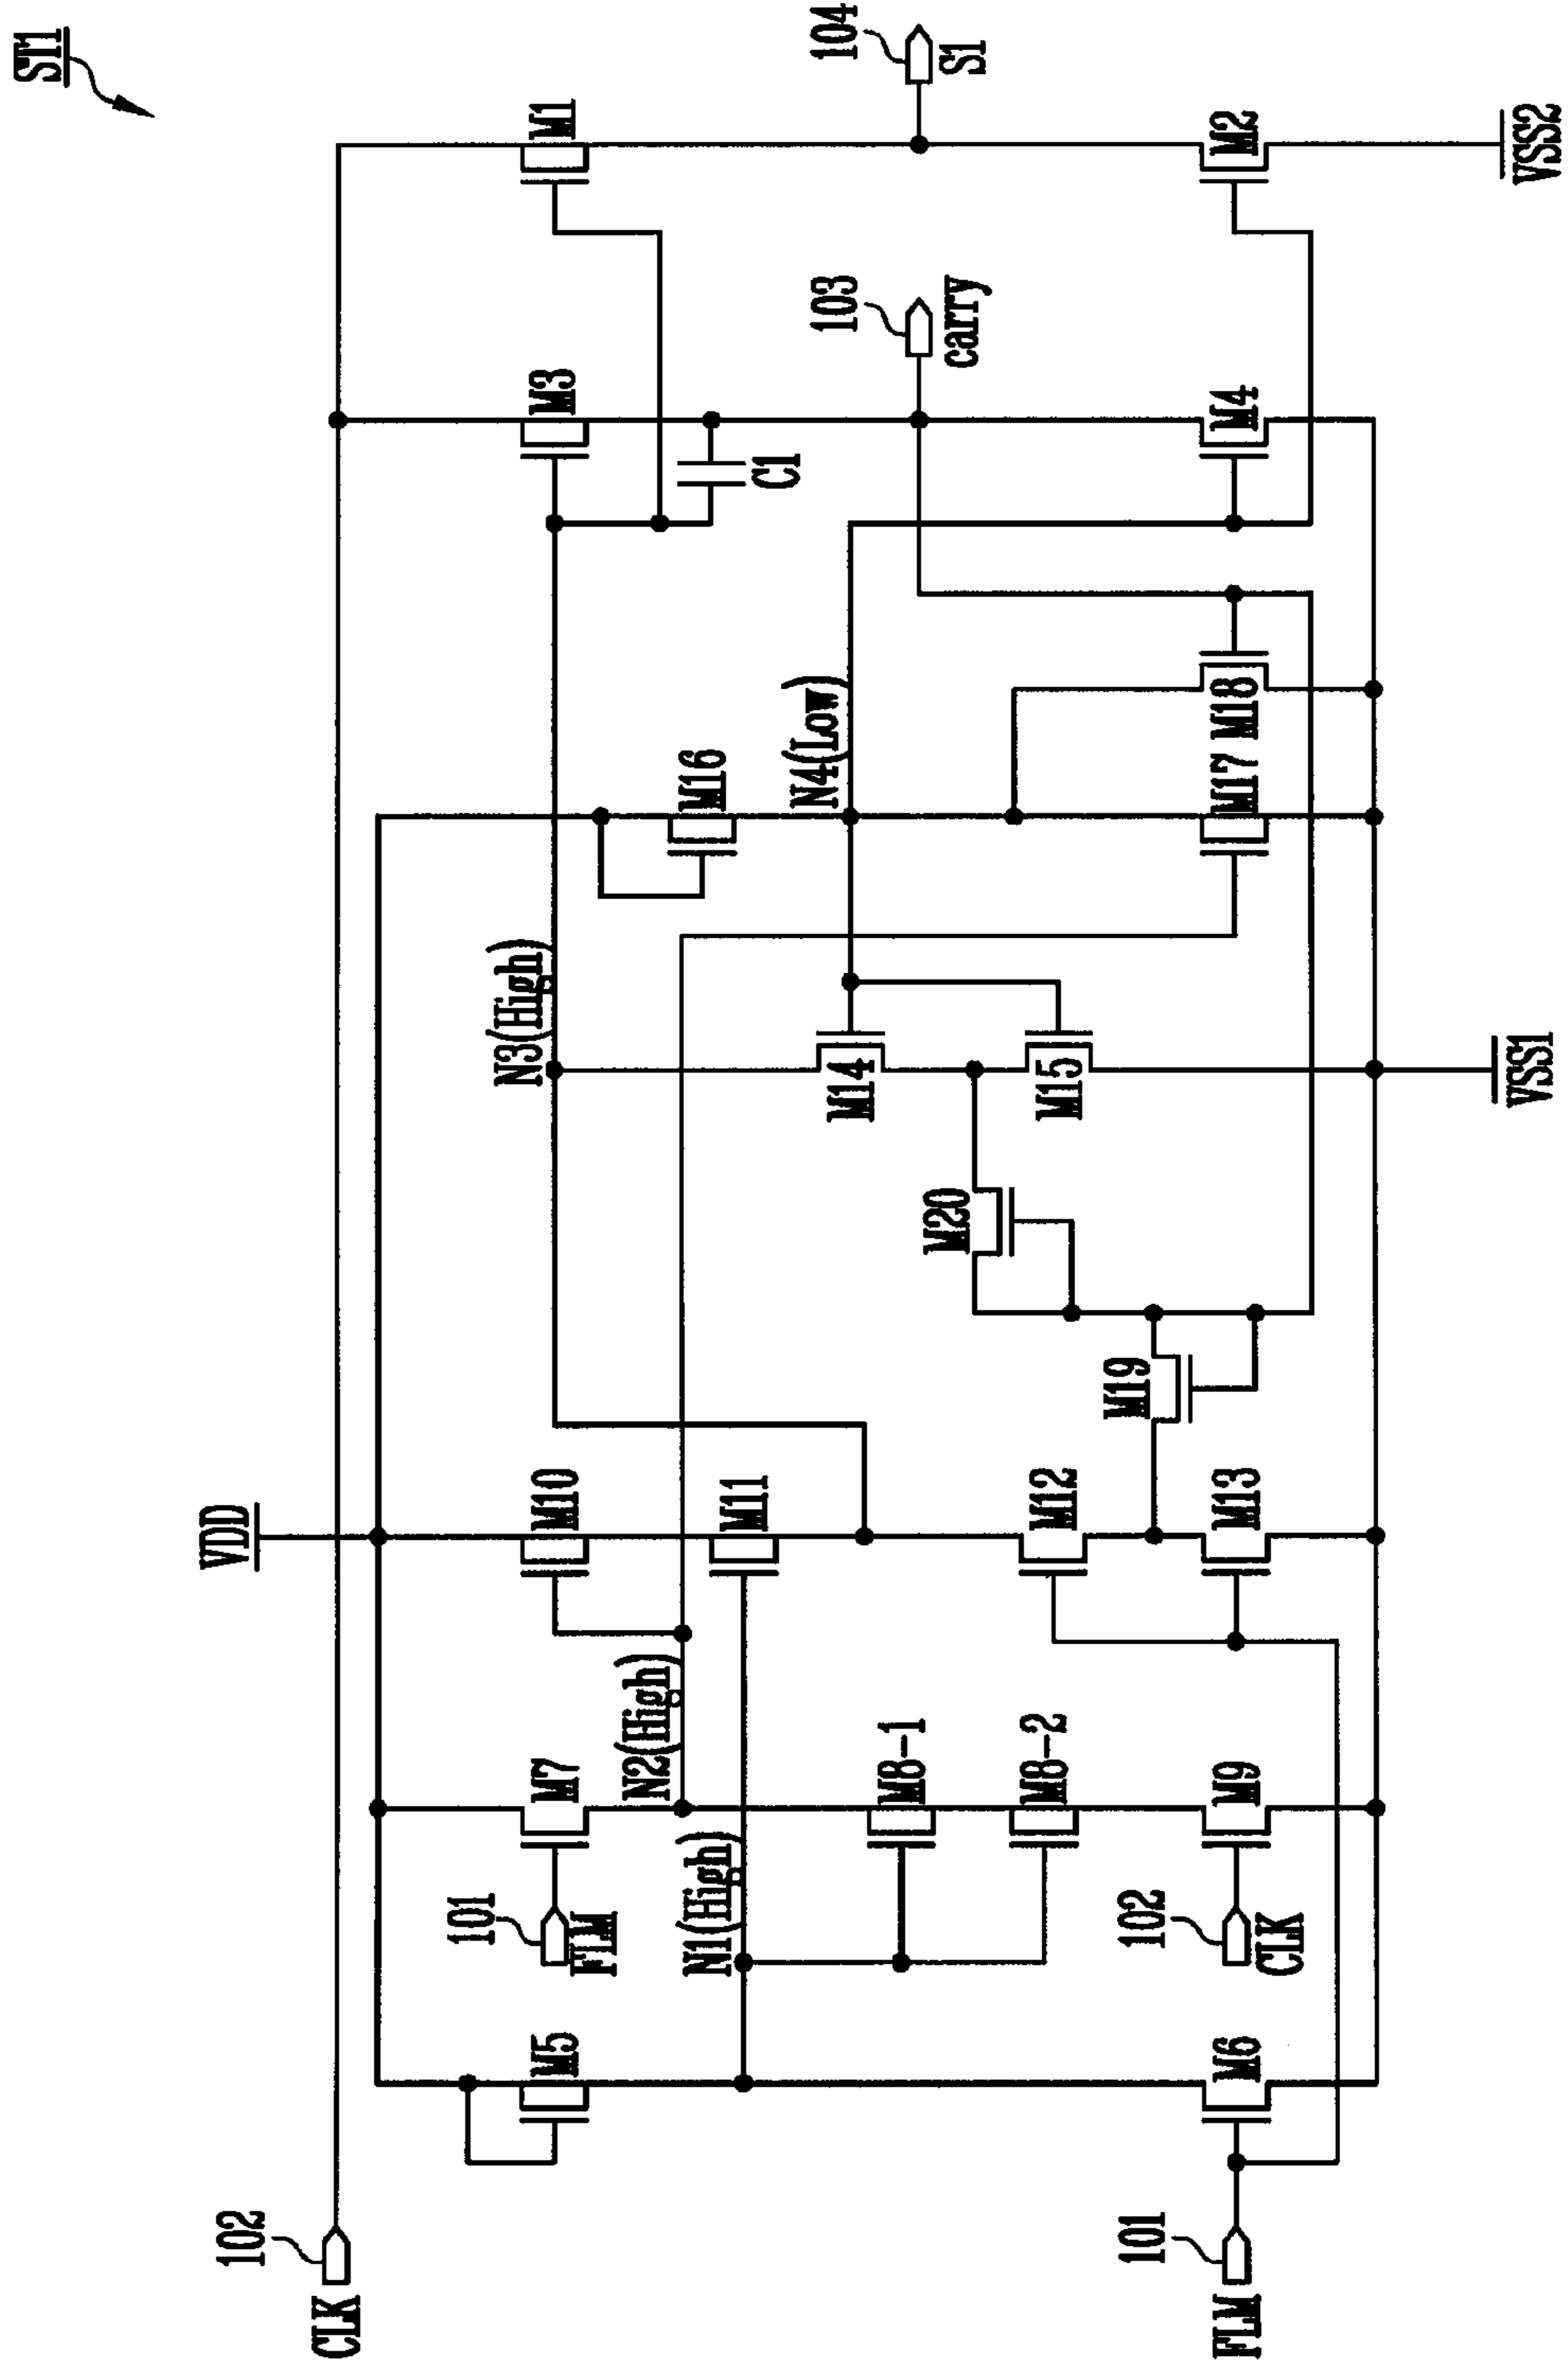 ST1
102
CLK
VDD
M5
101
FLM
M7
M10
M3
M1
N1(High)
N2(High)
M11
N3(High)
M16
C1
M8-1
M8-2
M12
M20
M14
M15
N4(Low)
103
carry
104
S1
101
FLM
M6
102
CLK
M9
M13
M19
M17
M18
M4
M2
VSS1
VSS2